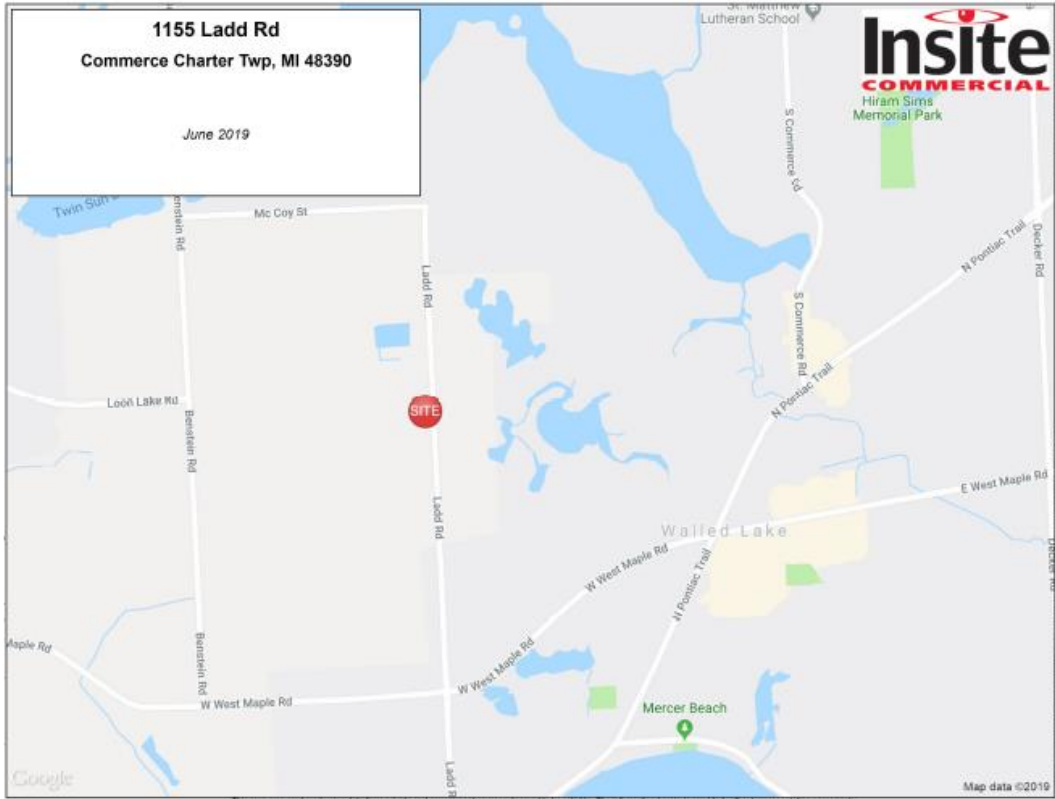 1155 Ladd Rd
Commerce Charter Twp, MI 48390
June 2019
St. Matthew
Lutheran School
Insite
COMMERCIAL
Hiram Sims
Memorial Park
S Commerce Rd
Twin Sun
Mc Coy St
Benstein Rd
N Pontiac Trail
Decker Rd
Ladd Rd
S Commerce Rd
Loon Lake Rd
SITE
N Pontiac Trail
Benstein Rd
Ladd Rd
E West Maple Rd
Walled Lake
W West Maple Rd
N Pontiac Trail
Decker Rd
Maple Rd
Benstein Rd
W West Maple Rd
W West Maple Rd
Mercer Beach
Ladd R
Google
Map data ©2019